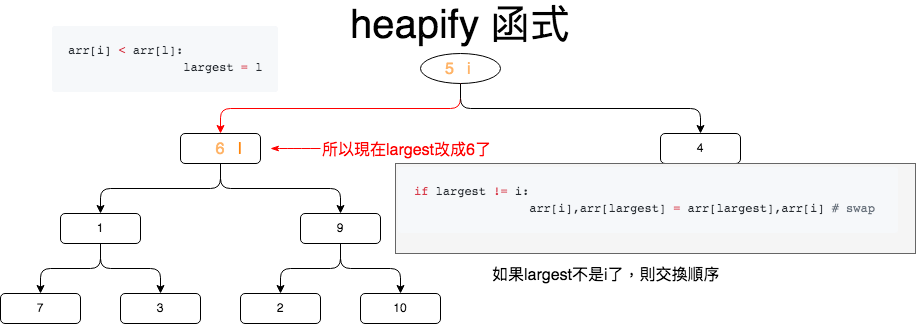 heapify 函式
arr[i] < arr[l]:
largest = l
5 i
6 l
所以現在largest改成6了
4
if largest != i:
arr[i],arr[largest] = arr[largest],arr[i] # swap
1
9
如果largest不是i了，則交換順序
7
3
2
10